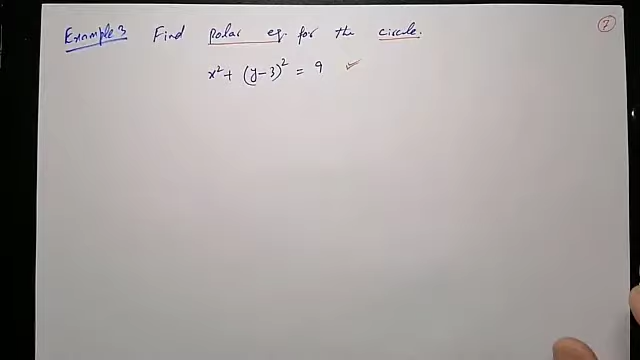 Example 3 Find polar eq. for the circle. 7
x² + (y-3)² = 9 ✓